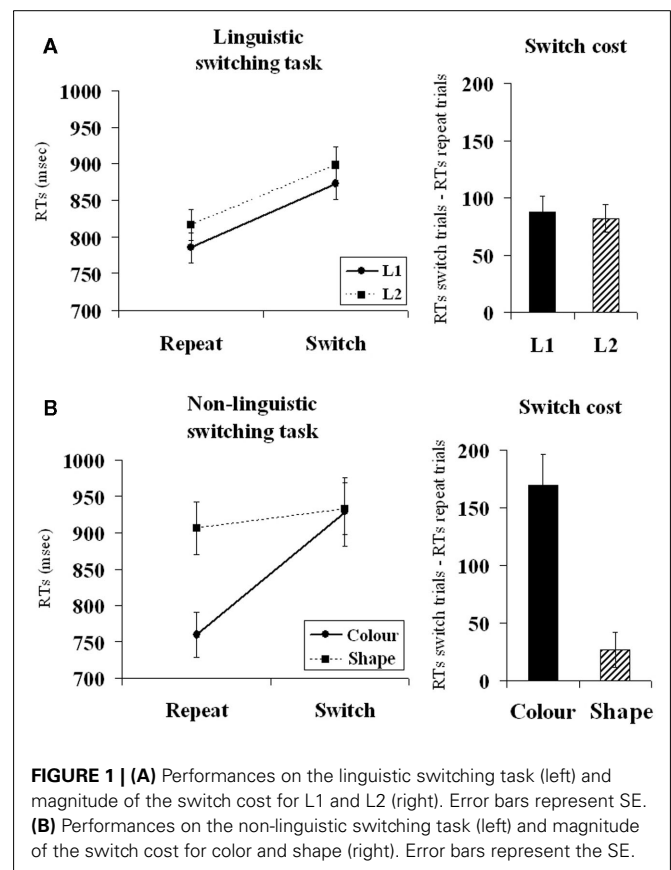 A
Linguistic
switching task
Switch cost
RTs (msec)
1000
950
900
850
800
750
700
L1
L2
Repeat
Switch
RTs switch trials - RTs repeat trials
200
150
100
50
0
L1
L2
B
Non-linguistic
switching task
Switch cost
RTs (msec)
1000
950
900
850
800
750
700
Colour
Shape
Repeat
Switch
RTs switch trials - RTs repeat trials
200
150
100
50
0
Colour
Shape
FIGURE 1 | (A) Performances on the linguistic switching task (left) and
magnitude of the switch cost for L1 and L2 (right). Error bars represent SE.
(B) Performances on the non-linguistic switching task (left) and magnitude
of the switch cost for color and shape (right). Error bars represent the SE.